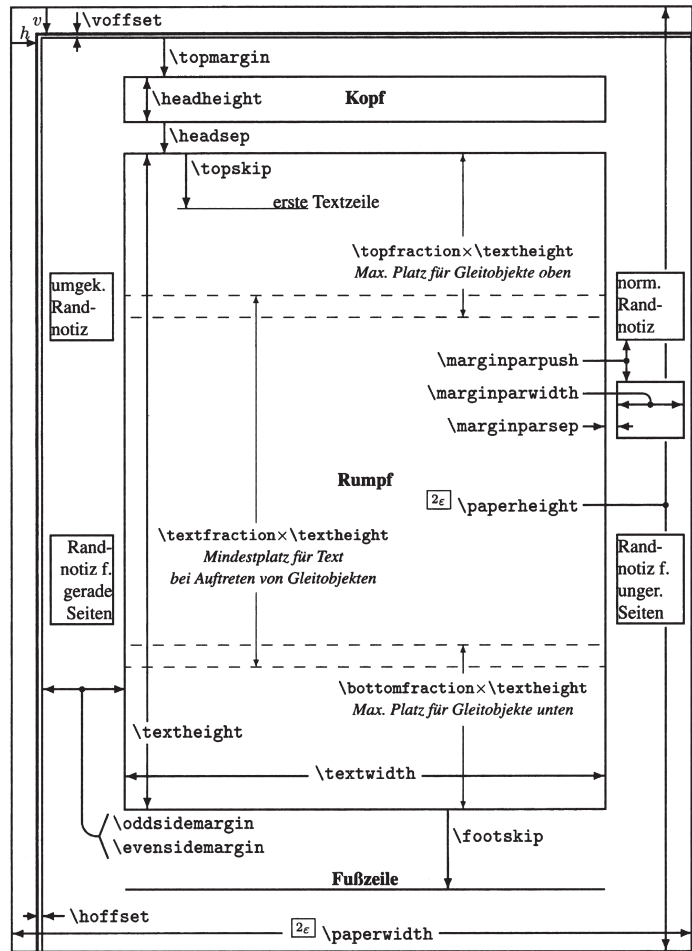 v
\voffset
h
\topmargin
\headheight
Kopf
\headsep
\topskip
erste Textzeile
\topfraction×\textheight
Max. Platz für Gleitobjekte oben
umgek.
Rand-
notiz
norm.
Rand-
notiz
\marginparpush
\marginparwidth
\marginparsep
Rumpf
2ε \paperheight
\textfraction×\textheight
Mindestplatz für Text
bei Auftreten von Gleitobjekten
Rand-
notiz f.
gerade
Seiten
Rand-
notiz f.
unger.
Seiten
\bottomfraction×\textheight
Max. Platz für Gleitobjekte unten
\textheight
\textwidth
\oddsidemargin
\evensidemargin
\footskip
Fußzeile
\hoffset
2ε \paperwidth